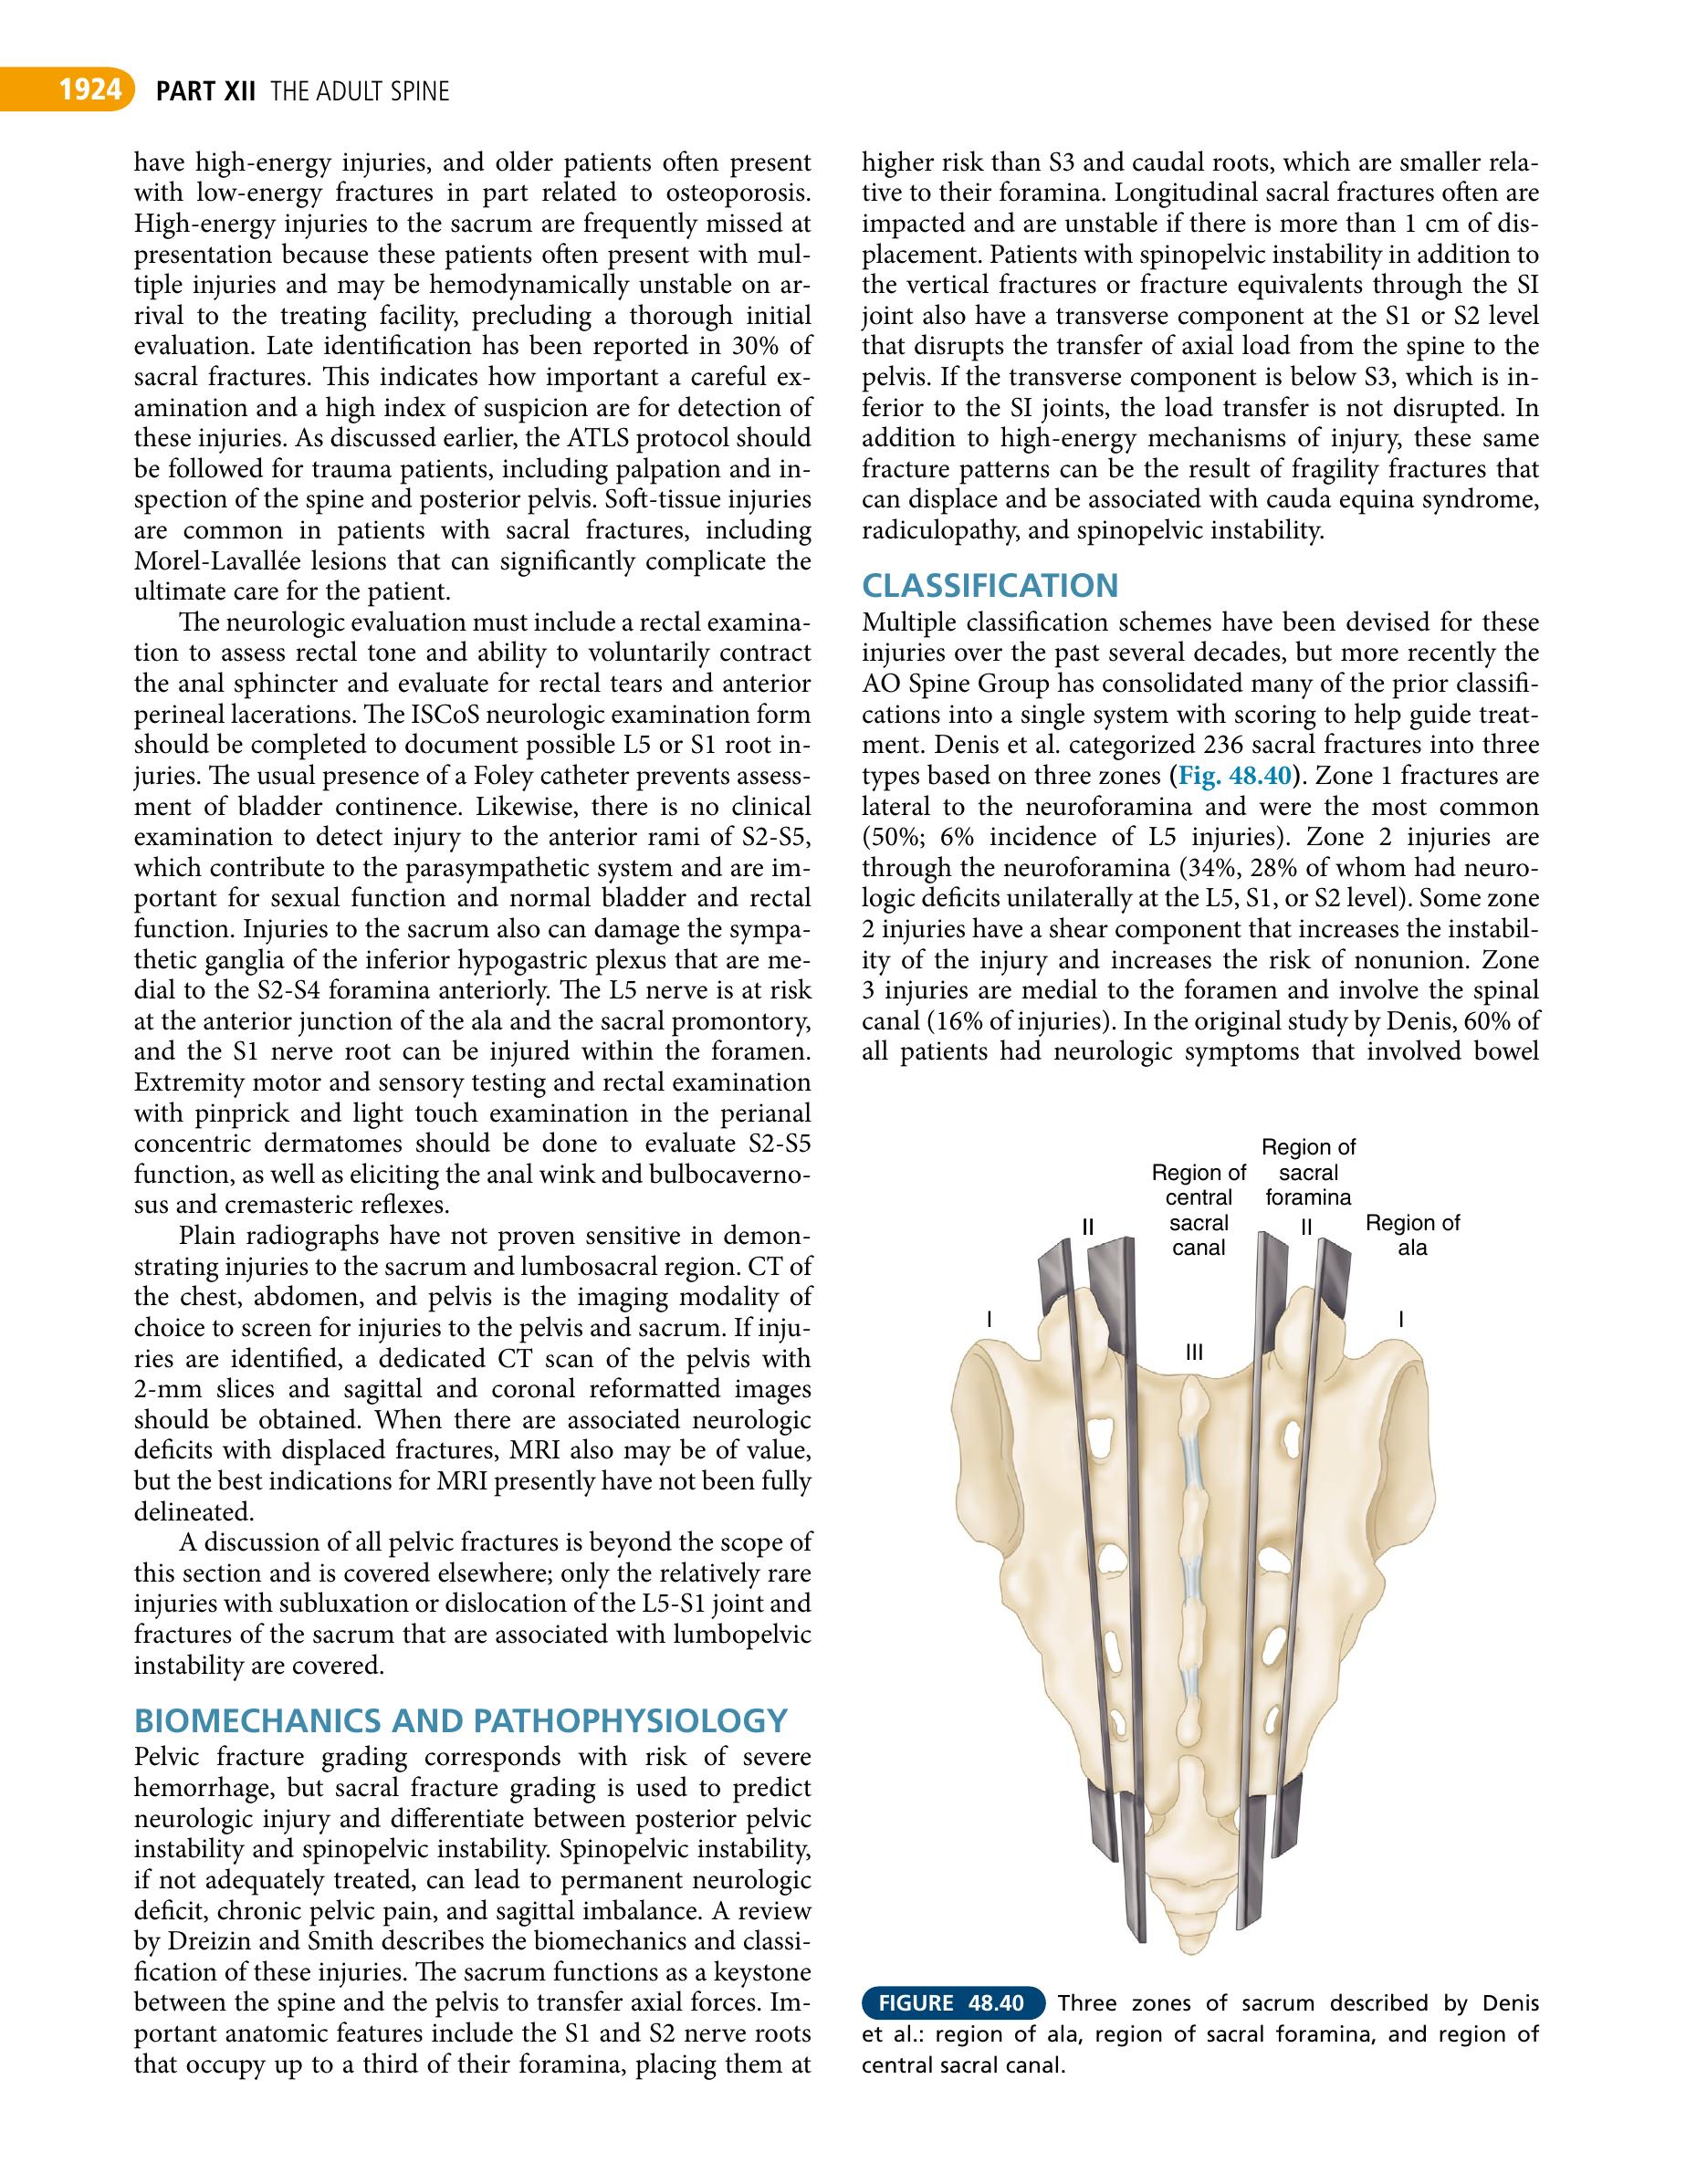 1924 PART XII THE ADULT SPINE
have high-energy injuries, and older patients often present
with low-energy fractures in part related to osteoporosis.
High-energy injuries to the sacrum are frequently missed at
presentation because these patients often present with mul-
tiple injuries and may be hemodynamically unstable on ar-
rival to the treating facility, precluding a thorough initial
evaluation. Late identification has been reported in 30% of
sacral fractures. This indicates how important a careful ex-
amination and a high index of suspicion are for detection of
these injuries. As discussed earlier, the ATLS protocol should
be followed for trauma patients, including palpation and in-
spection of the spine and posterior pelvis. Soft-tissue injuries
are common in patients with sacral fractures, including
Morel-Lavallée lesions that can significantly complicate the
ultimate care for the patient.
The neurologic evaluation must include a rectal examina-
tion to assess rectal tone and ability to voluntarily contract
the anal sphincter and evaluate for rectal tears and anterior
perineal lacerations. The ISCoS neurologic examination form
should be completed to document possible L5 or S1 root in-
juries. The usual presence of a Foley catheter prevents assess-
ment of bladder continence. Likewise, there is no clinical
examination to detect injury to the anterior rami of S2-S5,
which contribute to the parasympathetic system and are im-
portant for sexual function and normal bladder and rectal
function. Injuries to the sacrum also can damage the sympa-
thetic ganglia of the inferior hypogastric plexus that are me-
dial to the S2-S4 foramina anteriorly. The L5 nerve is at risk
at the anterior junction of the ala and the sacral promontory,
and the S1 nerve root can be injured within the foramen.
Extremity motor and sensory testing and rectal examination
with pinprick and light touch examination in the perianal
concentric dermatomes should be done to evaluate S2-S5
function, as well as eliciting the anal wink and bulbocaverno-
sus and cremasteric reflexes.
Plain radiographs have not proven sensitive in demon-
strating injuries to the sacrum and lumbosacral region. CT of
the chest, abdomen, and pelvis is the imaging modality of
choice to screen for injuries to the pelvis and sacrum. If inju-
ries are identified, a dedicated CT scan of the pelvis with
2-mm slices and sagittal and coronal reformatted images
should be obtained. When there are associated neurologic
deficits with displaced fractures, MRI also may be of value,
but the best indications for MRI presently have not been fully
delineated.
A discussion of all pelvic fractures is beyond the scope of
this section and is covered elsewhere; only the relatively rare
injuries with subluxation or dislocation of the L5-S1 joint and
fractures of the sacrum that are associated with lumbopelvic
instability are covered.
BIOMECHANICS AND PATHOPHYSIOLOGY
Pelvic fracture grading corresponds with risk of severe
hemorrhage, but sacral fracture grading is used to predict
neurologic injury and differentiate between posterior pelvic
instability and spinopelvic instability. Spinopelvic instability,
if not adequately treated, can lead to permanent neurologic
deficit, chronic pelvic pain, and sagittal imbalance. A review
by Dreizin and Smith describes the biomechanics and classi-
fication of these injuries. The sacrum functions as a keystone
between the spine and the pelvis to transfer axial forces. Im-
portant anatomic features include the S1 and S2 nerve roots
that occupy up to a third of their foramina, placing them at
higher risk than S3 and caudal roots, which are smaller rela-
tive to their foramina. Longitudinal sacral fractures often are
impacted and are unstable if there is more than 1 cm of dis-
placement. Patients with spinopelvic instability in addition to
the vertical fractures or fracture equivalents through the SI
joint also have a transverse component at the S1 or S2 level
that disrupts the transfer of axial load from the spine to the
pelvis. If the transverse component is below S3, which is in-
ferior to the SI joints, the load transfer is not disrupted. In
addition to high-energy mechanisms of injury, these same
fracture patterns can be the result of fragility fractures that
can displace and be associated with cauda equina syndrome,
radiculopathy, and spinopelvic instability.
CLASSIFICATION
Multiple classification schemes have been devised for these
injuries over the past several decades, but more recently the
AO Spine Group has consolidated many of the prior classifi-
cations into a single system with scoring to help guide treat-
ment. Denis et al. categorized 236 sacral fractures into three
types based on three zones (Fig. 48.40). Zone 1 fractures are
lateral to the neuroforamina and were the most common
(50%; 6% incidence of L5 injuries). Zone 2 injuries are
through the neuroforamina (34%, 28% of whom had neuro-
logic deficits unilaterally at the L5, S1, or S2 level). Some zone
2 injuries have a shear component that increases the instabil-
ity of the injury and increases the risk of nonunion. Zone
3 injuries are medial to the foramen and involve the spinal
canal (16% of injuries). In the original study by Denis, 60% of
all patients had neurologic symptoms that involved bowel
Region of
sacral
foramina
Region of
central
sacral
canal
II
II
Region of
ala
I
I
III
FIGURE 48.40 Three zones of sacrum described by Denis
et al.: region of ala, region of sacral foramina, and region of
central sacral canal.